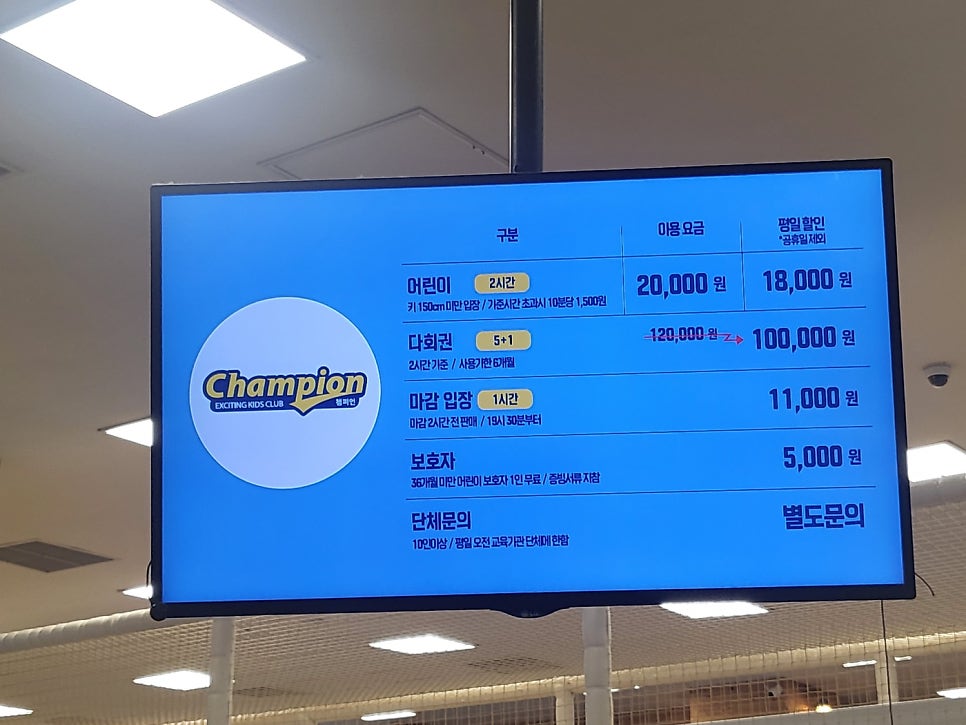 Champion
EXCITING KIDS CLUB 챔피언
구분 이용 요금 평일 할인
*공휴일 제외
어린이 2시간 20,000 원 18,000 원
키 150cm 미만 입장 / 기준시간 초과시 10분당 1,500원
다회권 5+1 120,000 원 100,000 원
2시간 기준 / 사용기한 6개월
마감 입장 1시간 11,000 원
마감 2시간 전 판매 / 19시 30분부터
보호자 5,000 원
36개월 미만 어린이 보호자 1인 무료 / 증빙서류 지참
단체문의 별도문의
10인이상 / 평일 오전 교육기관 단체에 한함